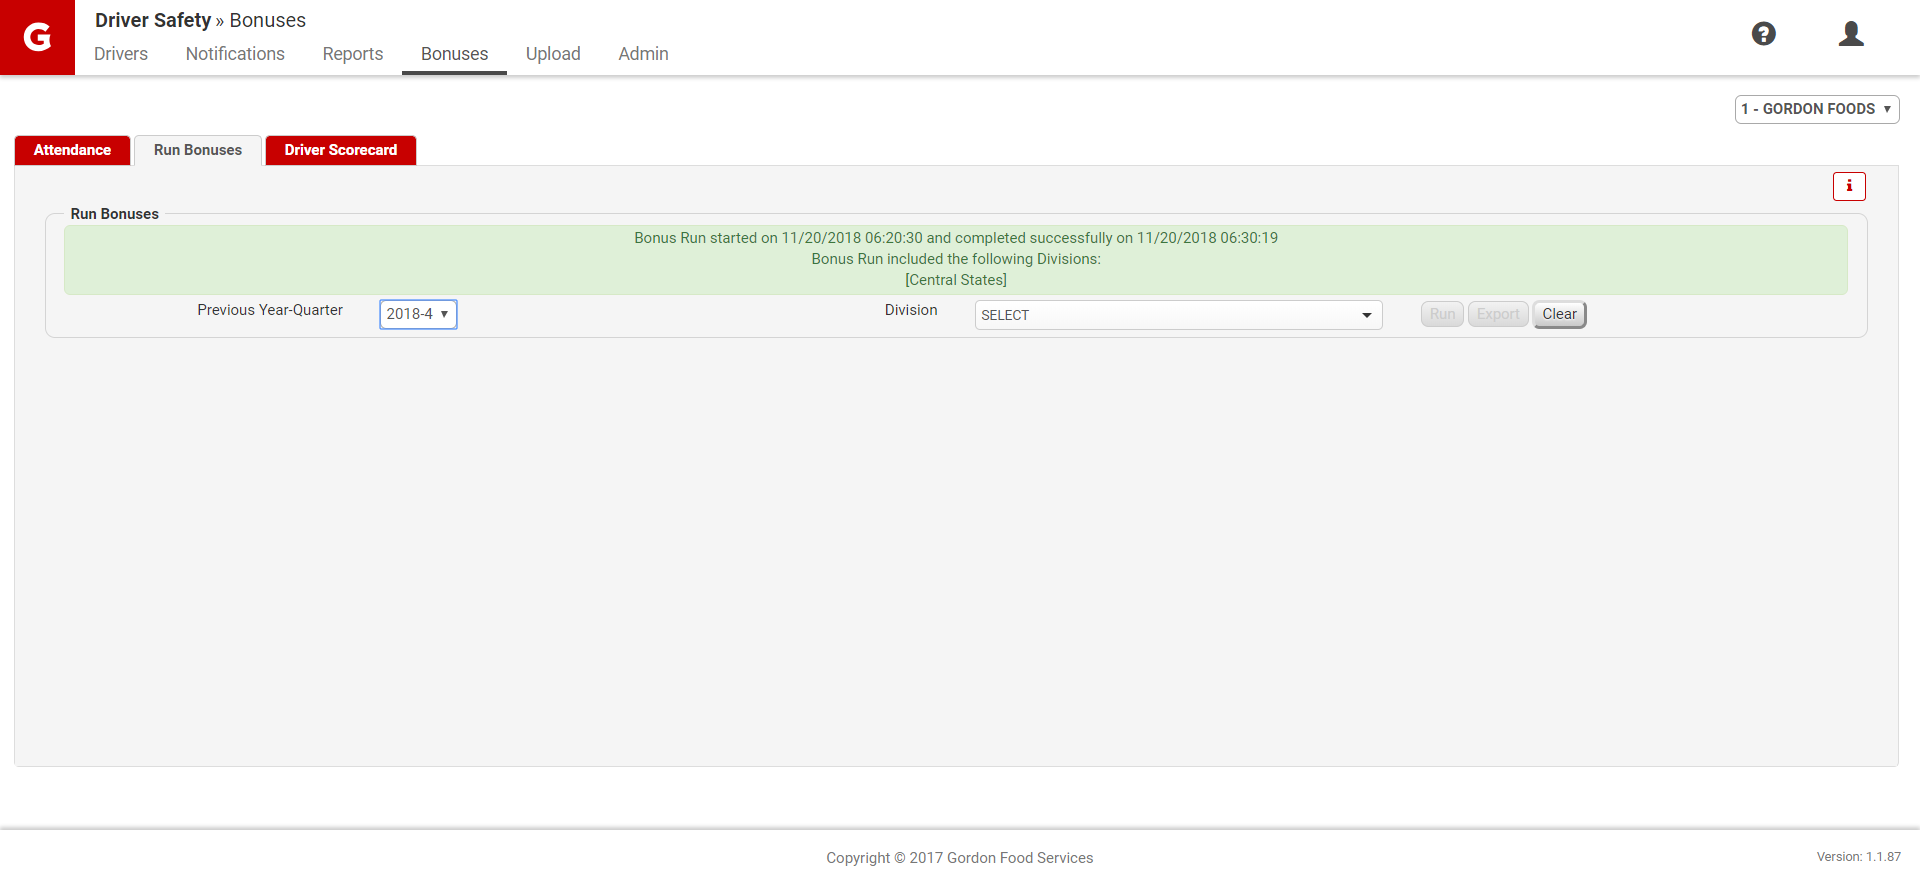 G
Driver Safety » Bonuses
Drivers Notifications Reports Bonuses Upload Admin
?
1 - GORDON FOODS ▼
Attendance Run Bonuses Driver Scorecard
i
Run Bonuses
Bonus Run started on 11/20/2018 06:20:30 and completed successfully on 11/20/2018 06:30:19
Bonus Run included the following Divisions:
[Central States]
Previous Year-Quarter 2018-4 ▼ Division SELECT Run Export Clear
Copyright © 2017 Gordon Food Services
Version: 1.1.87